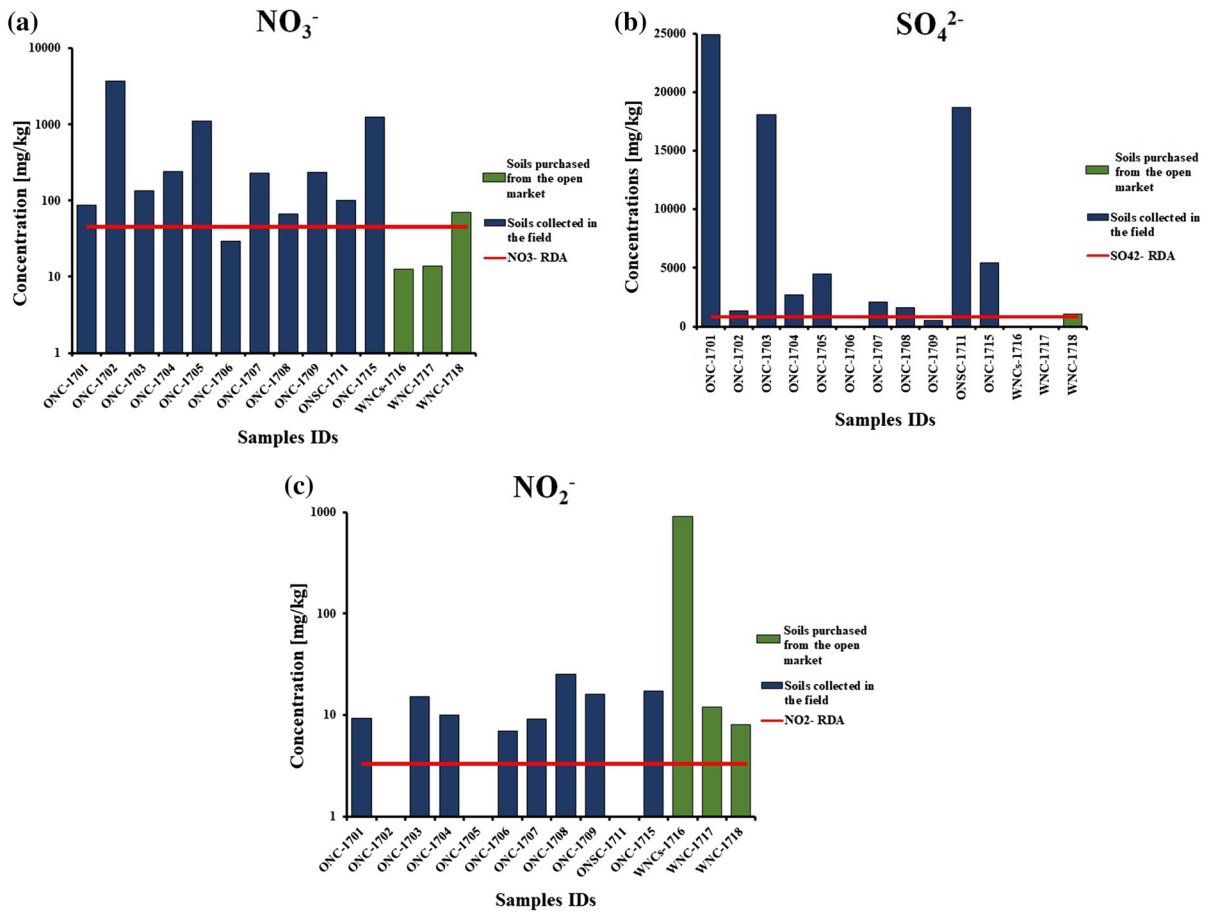 (a)
NO₃⁻
Concentration [mg/kg]
10000
1000
100
10
1
ONC-1701
ONC-1702
ONC-1703
ONC-1704
ONC-1705
ONC-1706
ONC-1707
ONC-1708
ONC-1709
ONSC-1711
ONC-1715
WNCs-1716
WNC-1717
WNC-1718
Samples IDs
Soils purchased
from the open
market
Soils collected in
the field
NO3- RDA
(b)
SO₄²⁻
Concentrations [mg/kg]
25000
20000
15000
10000
5000
0
ONC-1701
ONC-1702
ONC-1703
ONC-1704
ONC-1705
ONC-1706
ONC-1707
ONC-1708
ONC-1709
ONSC-1711
ONC-1715
WNCs-1716
WNC-1717
WNC-1718
Samples IDs
Soils purchased
from the open
market
Soils collected in
the field
SO42- RDA
(c)
NO₂⁻
Concentration [mg/kg]
1000
100
10
1
ONC-1701
ONC-1702
ONC-1703
ONC-1704
ONC-1705
ONC-1706
ONC-1707
ONC-1708
ONC-1709
ONSC-1711
ONC-1715
WNCs-1716
WNC-1717
WNC-1718
Samples IDs
Soils purchased
from the open
market
Soils collected in
the field
NO2- RDA